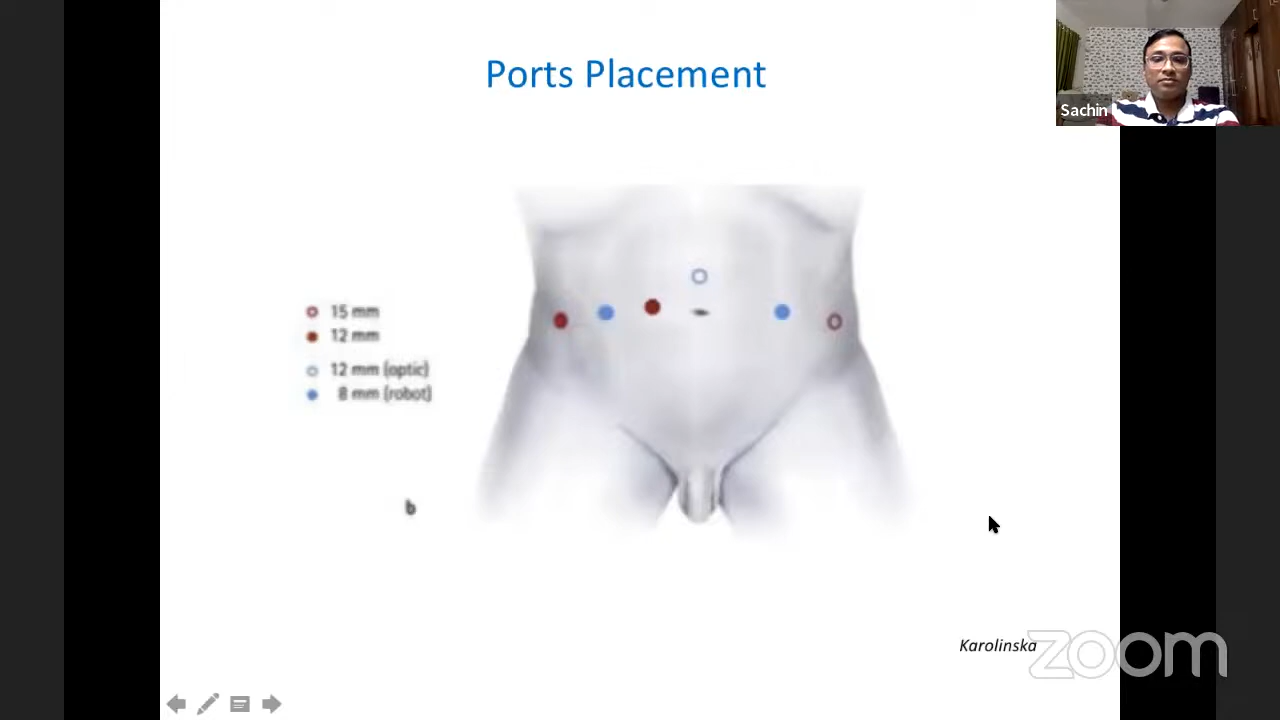 Ports Placement
Sachin
15 mm
12 mm
12 mm (optic)
8 mm (robot)
b
Karolinska
zoom